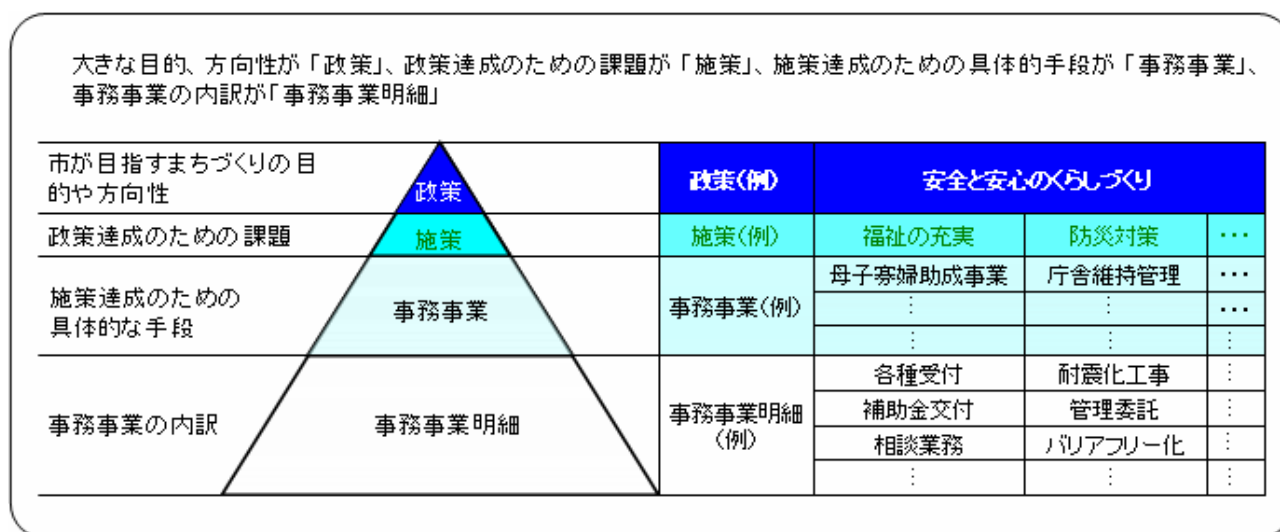 大きな目的、方向性が「政策」、政策達成のための課題が「施策」、施策達成のための具体的手段が「事務事業」、
事務事業の内訳が「事務事業明細」
市が目指すまちづくりの目
的や方向性
政策
政策(例)
安全と安心のくらしづくり
政策達成のための課題
施策
施策(例)
福祉の充実
防災対策
・・・
施策達成のための
具体的な手段
事務事業
事務事業(例)
母子寡婦助成事業
庁舎維持管理
・・・
⋮
⋮
・・・
⋮
⋮
⋮
事務事業の内訳
事務事業明細
事務事業明細
(例)
各種受付
耐震化工事
⋮
補助金交付
管理委託
⋮
相談業務
バリアフリー化
⋮
⋮
⋮
⋮